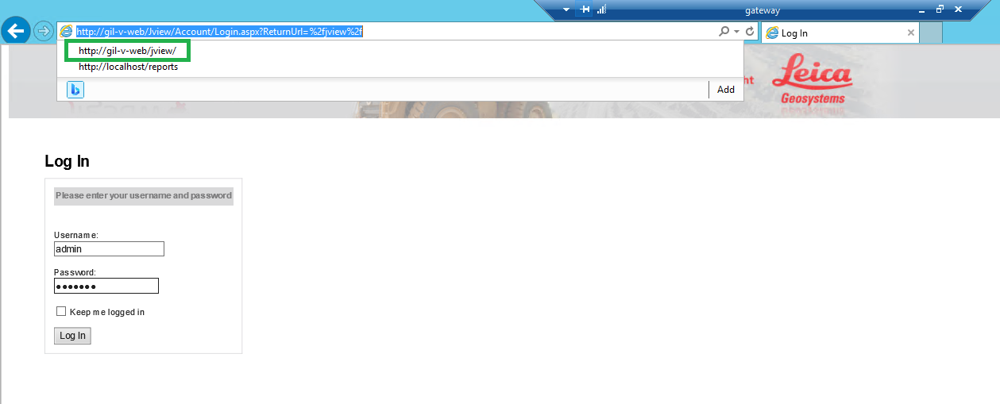 gateway
http://gil-v-web/Jview/Account/Login.aspx?ReturnUrl=%2fjview%2f
Log In
http://gil-v-web/jview/
http://localhost/reports
Add
ht
Leica
Geosystems
Log In
Please enter your username and password
Username:
admin
Password:
Keep me logged in
Log In